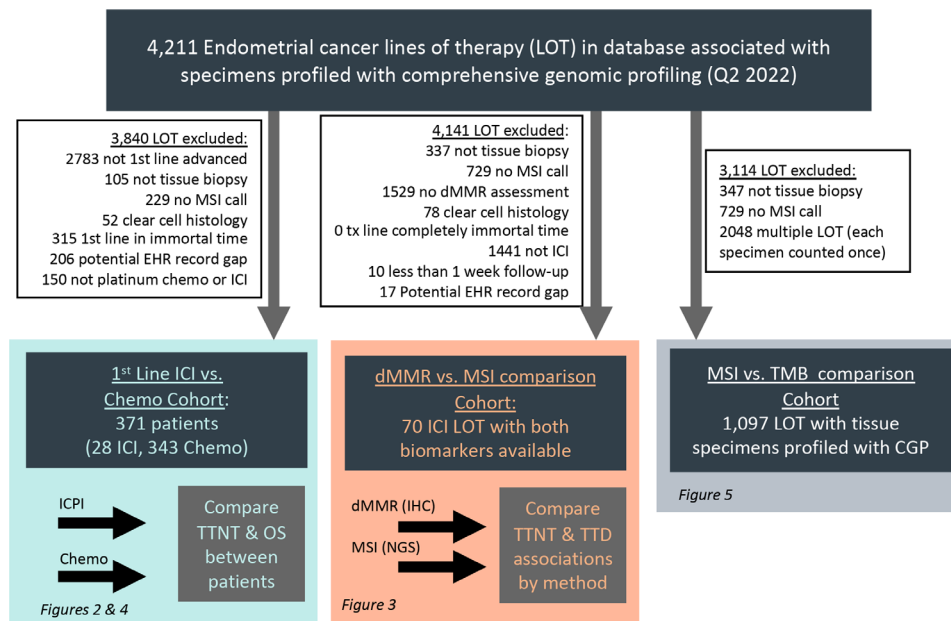 4,211 Endometrial cancer lines of therapy (LOT) in database associated with
specimens profiled with comprehensive genomic profiling (Q2 2022)
3,840 LOT excluded:
2783 not 1st line advanced
105 not tissue biopsy
229 no MSI call
52 clear cell histology
315 1st line in immortal time
206 potential EHR record gap
150 not platinum chemo or ICI
4,141 LOT excluded:
337 not tissue biopsy
729 no MSI call
1529 no dMMR assessment
78 clear cell histology
0 tx line completely immortal time
1441 not ICI
10 less than 1 week follow-up
17 Potential EHR record gap
3,114 LOT excluded:
347 not tissue biopsy
729 no MSI call
2048 multiple LOT (each
specimen counted once)
1st Line ICI vs.
Chemo Cohort:
371 patients
(28 ICI, 343 Chemo)
ICPI
Chemo
Compare
TTNT & OS
between
patients
Figures 2 & 4
dMMR vs. MSI comparison
Cohort:
70 ICI LOT with both
biomarkers available
dMMR (IHC)
MSI (NGS)
Compare
TTNT & TTD
associations
by method
Figure 3
MSI vs. TMB comparison
Cohort
1,097 LOT with tissue
specimens profiled with CGP
Figure 5